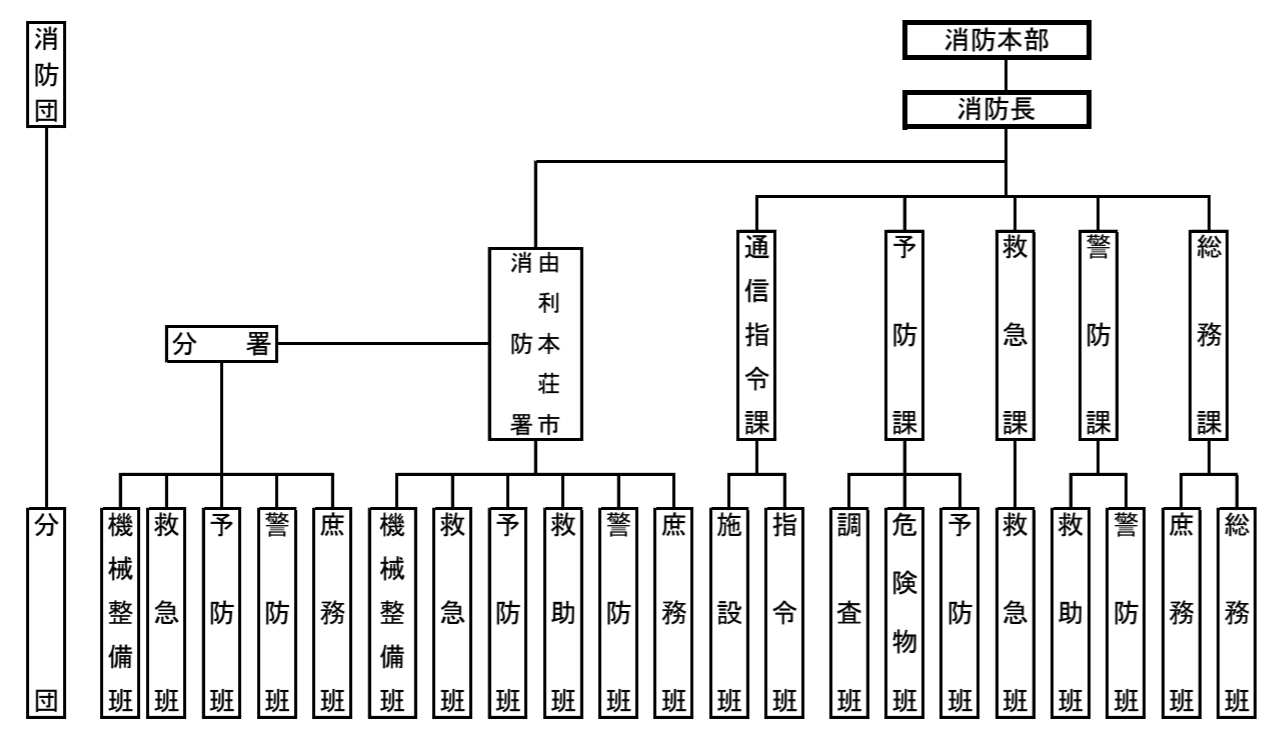 消防本部
消防長
消防団
総務課
警防課
救急課
予防課
通信指令課
由利本荘市
消防署
分署
総務班
庶務班
警防班
救助班
救急班
予防班
危険物班
調査班
指令班
施設班
庶務班
警防班
救助班
予防班
救急班
機械整備班
庶務班
警防班
予防班
救急班
機械整備班
分団